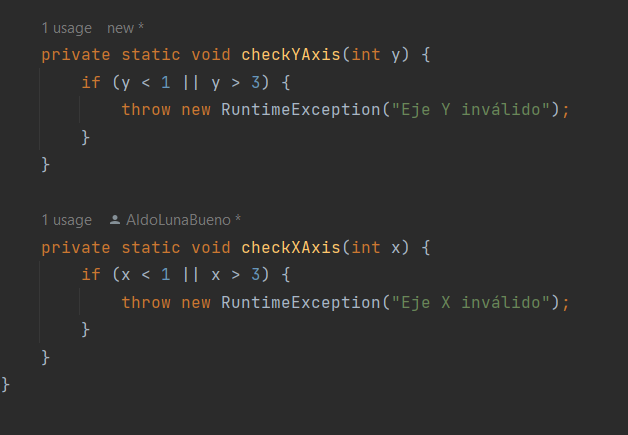 1 usage new *
private static void checkYAxis(int y) {
if (y < 1 || y > 3) {
throw new RuntimeException("Eje Y inválido");
}
}
1 usage AldoLunaBueno *
private static void checkXAxis(int x) {
if (x < 1 || x > 3) {
throw new RuntimeException("Eje X inválido");
}
}
}